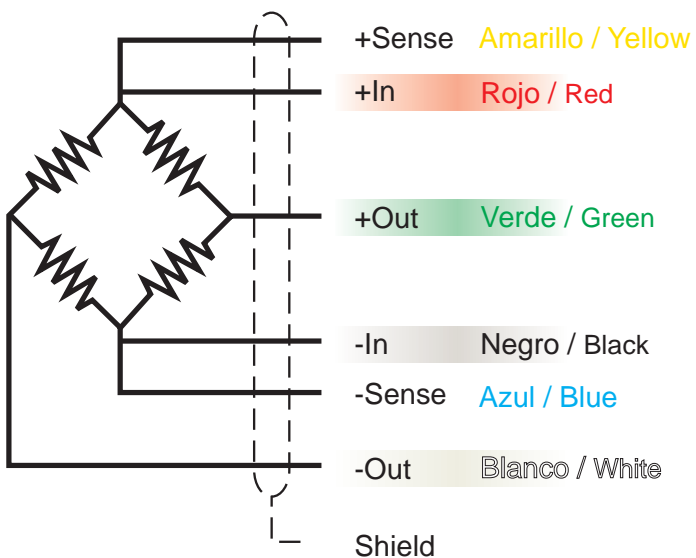 +Sense Amarillo / Yellow
+In Rojo / Red
+Out Verde / Green
-In Negro / Black
-Sense Azul / Blue
-Out Blanco / White
Shield